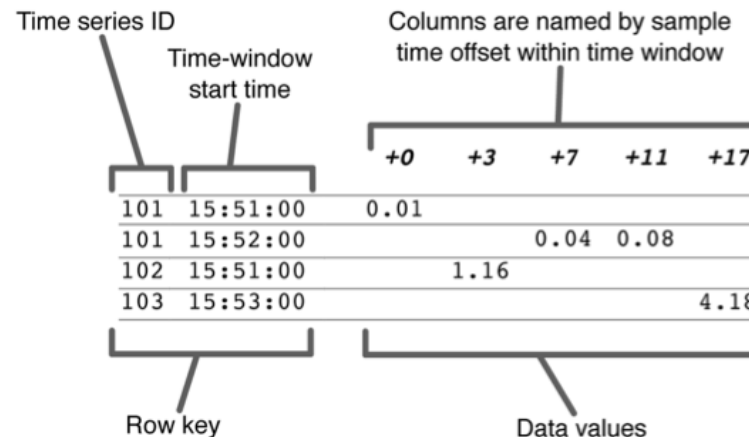 Time series ID
Time-window
start time
Columns are named by sample
time offset within time window
+0 +3 +7 +11 +17
101 15:51:00 0.01
101 15:52:00 0.04 0.08
102 15:51:00 1.16
103 15:53:00 4.18
Row key
Data values